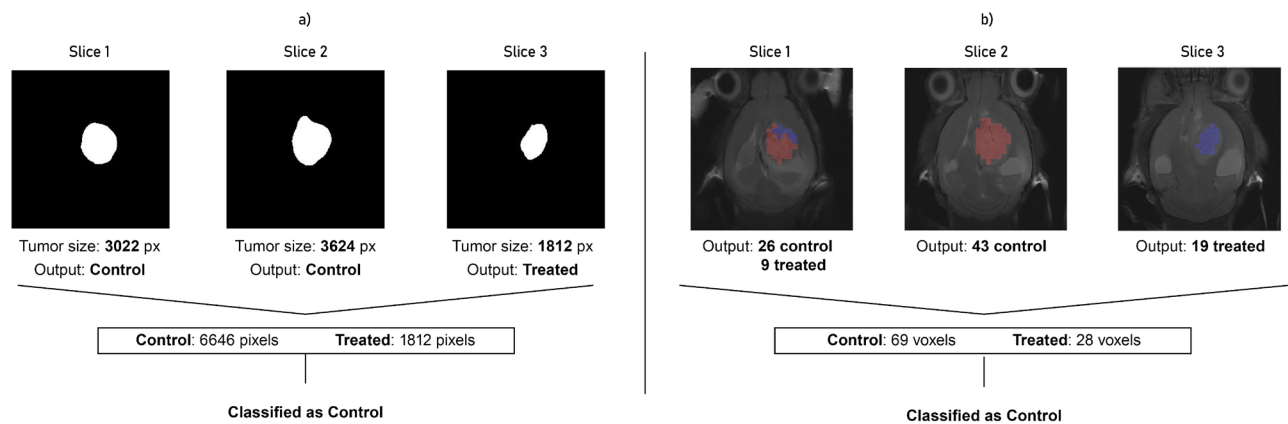 a)
Slice 1 Slice 2 Slice 3
Tumor size: 3022 px Tumor size: 3624 px Tumor size: 1812 px
Output: Control Output: Control Output: Treated
Control: 6646 pixels Treated: 1812 pixels
Classified as Control
b)
Slice 1 Slice 2 Slice 3
Output: 26 control Output: 43 control Output: 19 treated
9 treated
Control: 69 voxels Treated: 28 voxels
Classified as Control